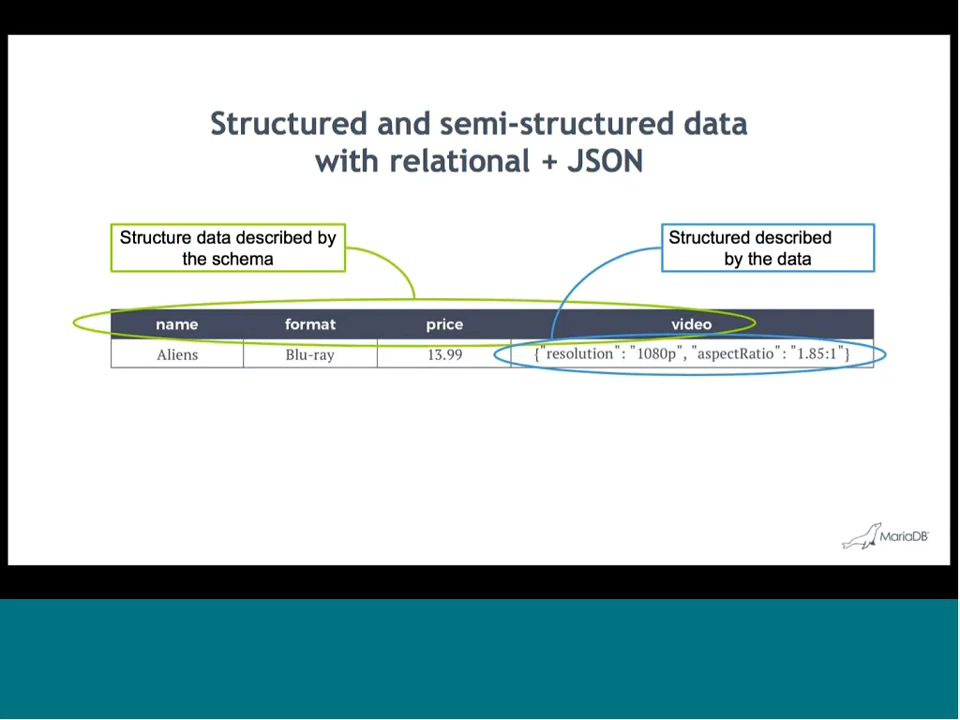 Structured and semi-structured data
with relational + JSON
Structure data described by
the schema
Structured described
by the data
name format price video
Aliens Blu-ray 13.99 {"resolution": "1080p", "aspectRatio": "1.85:1"}
MariaDB